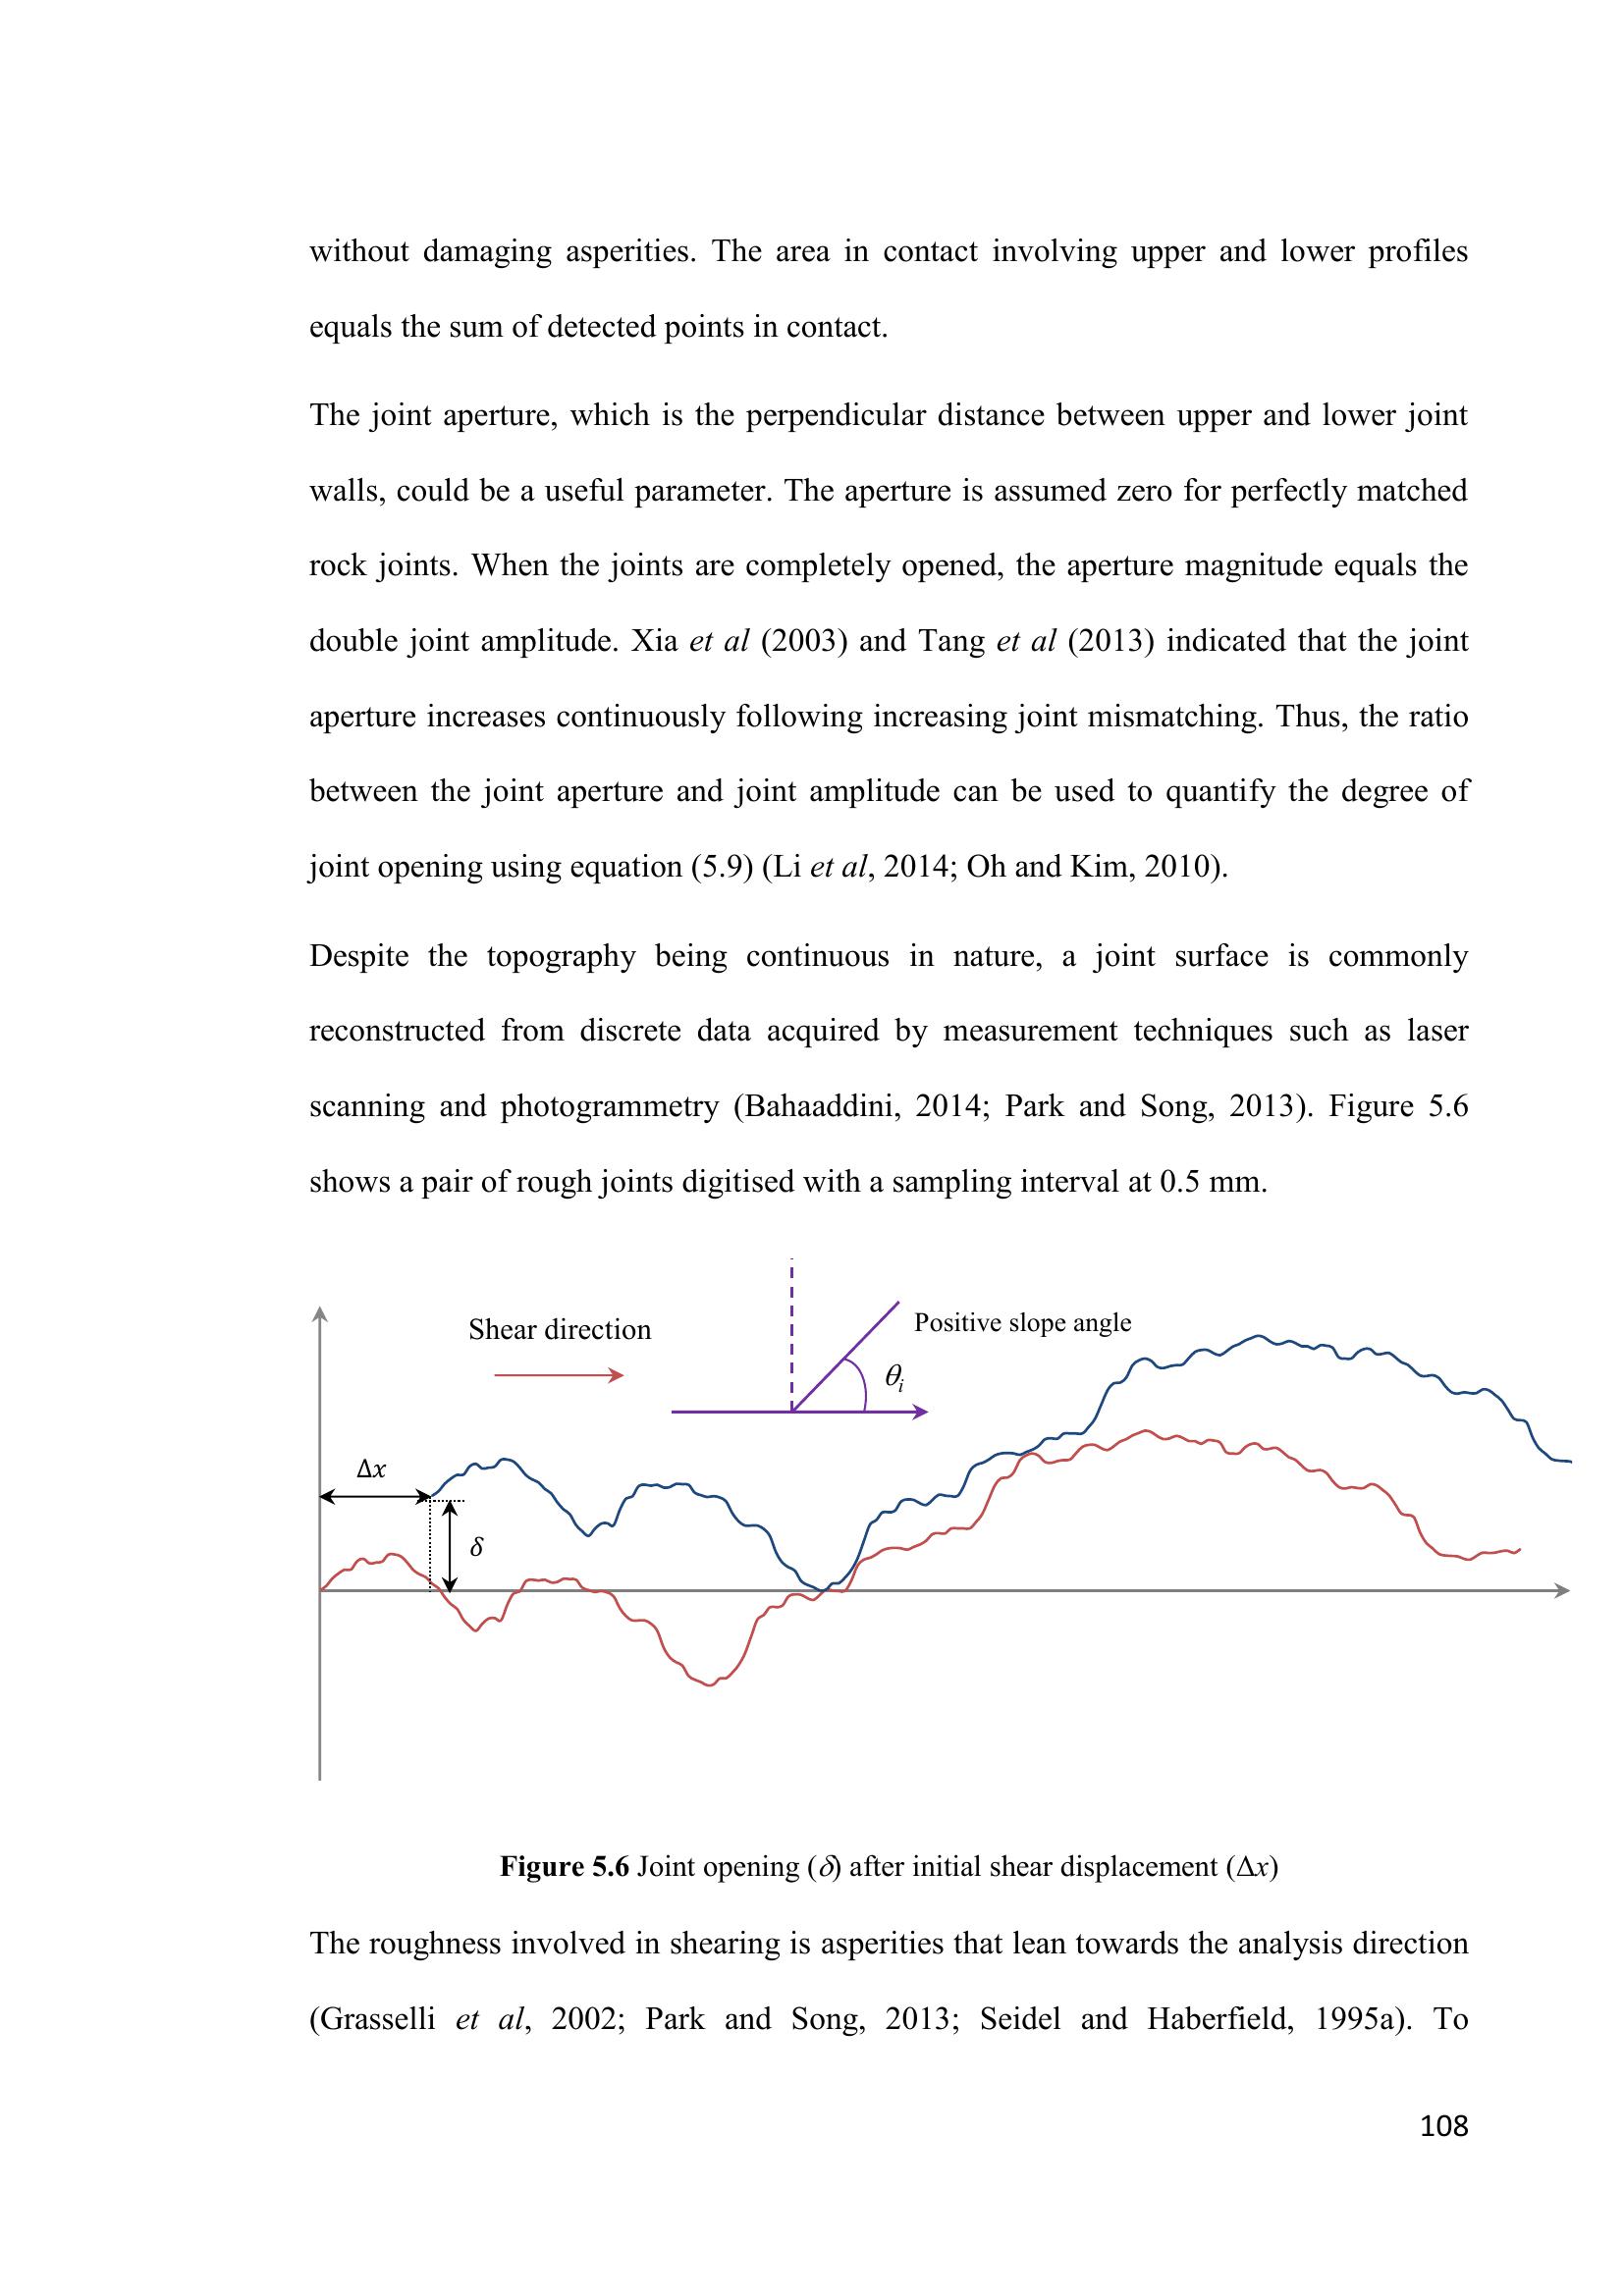 without damaging asperities. The area in contact involving upper and lower profiles
equals the sum of detected points in contact.
The joint aperture, which is the perpendicular distance between upper and lower joint
walls, could be a useful parameter. The aperture is assumed zero for perfectly matched
rock joints. When the joints are completely opened, the aperture magnitude equals the
double joint amplitude. Xia et al (2003) and Tang et al (2013) indicated that the joint
aperture increases continuously following increasing joint mismatching. Thus, the ratio
between the joint aperture and joint amplitude can be used to quantify the degree of
joint opening using equation (5.9) (Li et al, 2014; Oh and Kim, 2010).
Despite the topography being continuous in nature, a joint surface is commonly
reconstructed from discrete data acquired by measurement techniques such as laser
scanning and photogrammetry (Bahaaddini, 2014; Park and Song, 2013). Figure 5.6
shows a pair of rough joints digitised with a sampling interval at 0.5 mm.
Shear direction
Positive slope angle
θi
Δx
δ
Figure 5.6 Joint opening (δ) after initial shear displacement (Δx)
The roughness involved in shearing is asperities that lean towards the analysis direction
(Grasselli et al, 2002; Park and Song, 2013; Seidel and Haberfield, 1995a). To
108